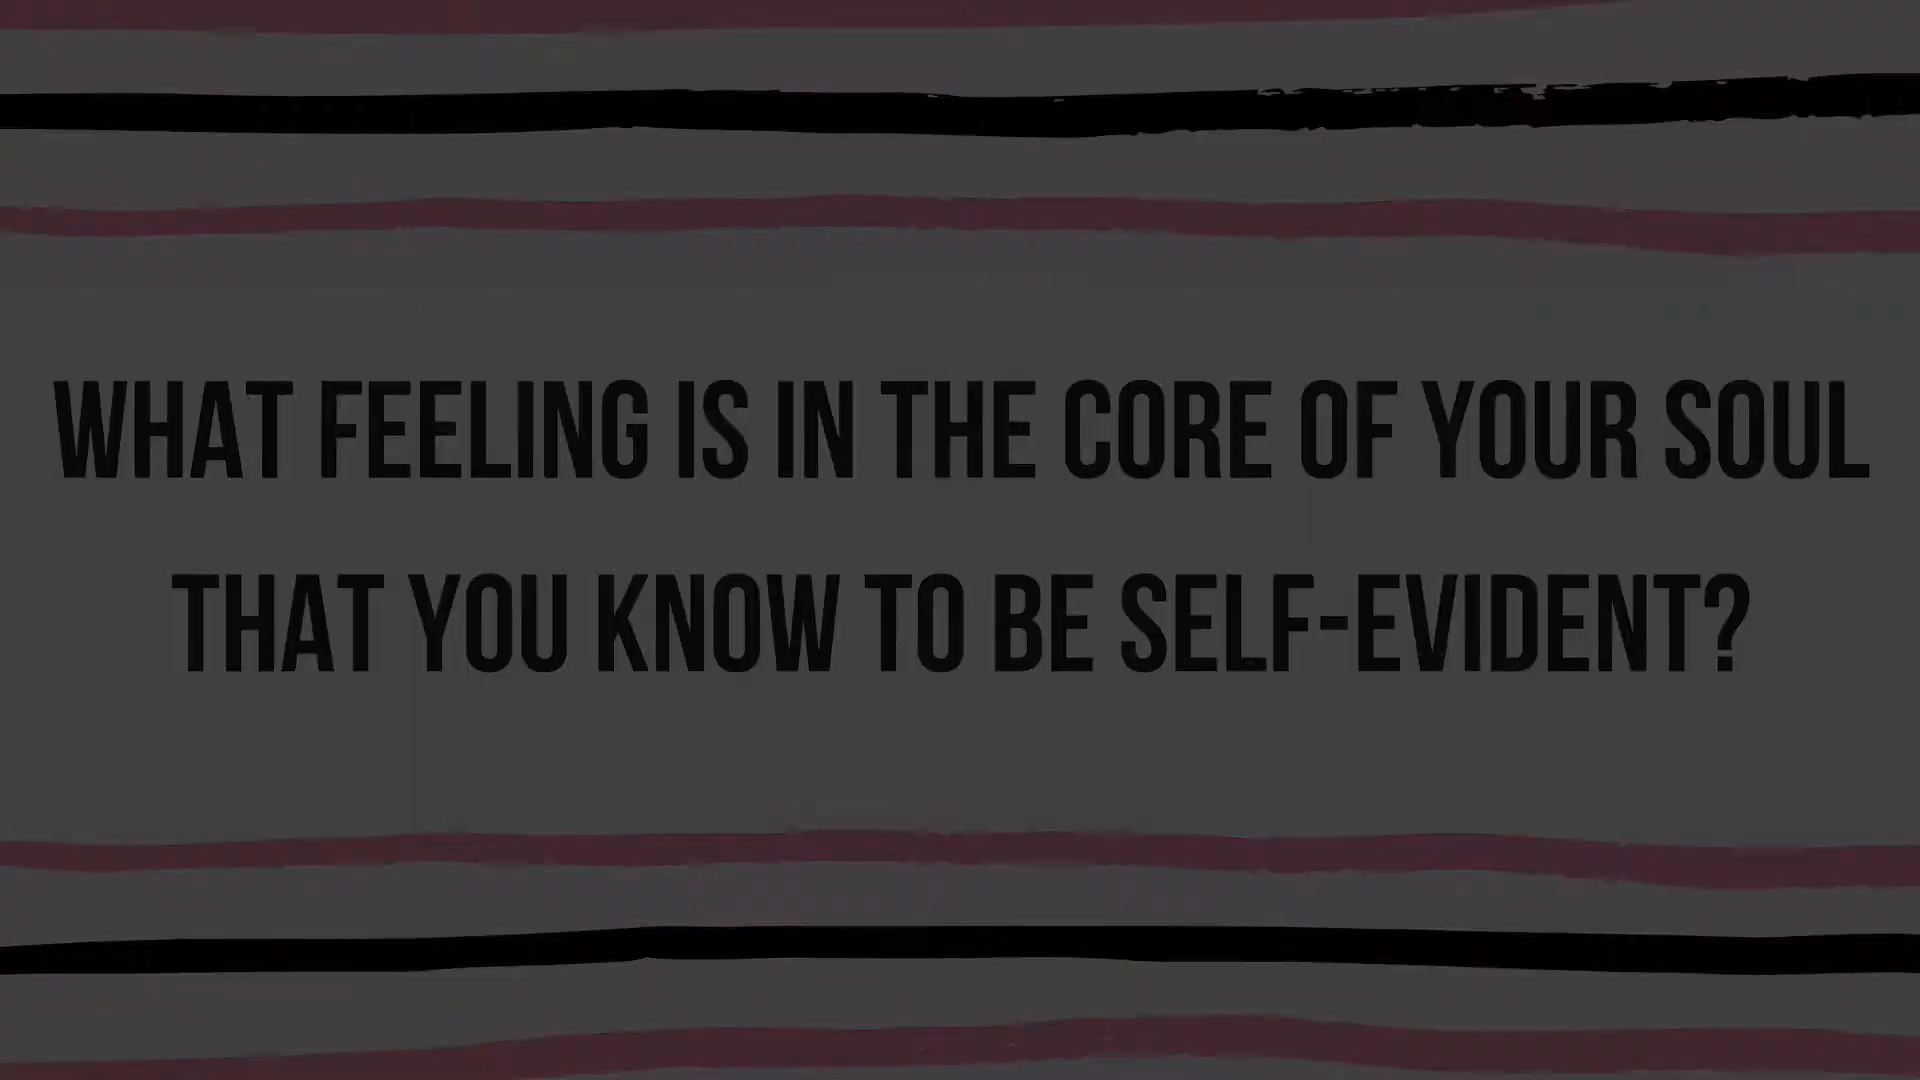 WHAT FEELING IS IN THE CORE OF YOUR SOUL
THAT YOU KNOW TO BE SELF-EVIDENT?